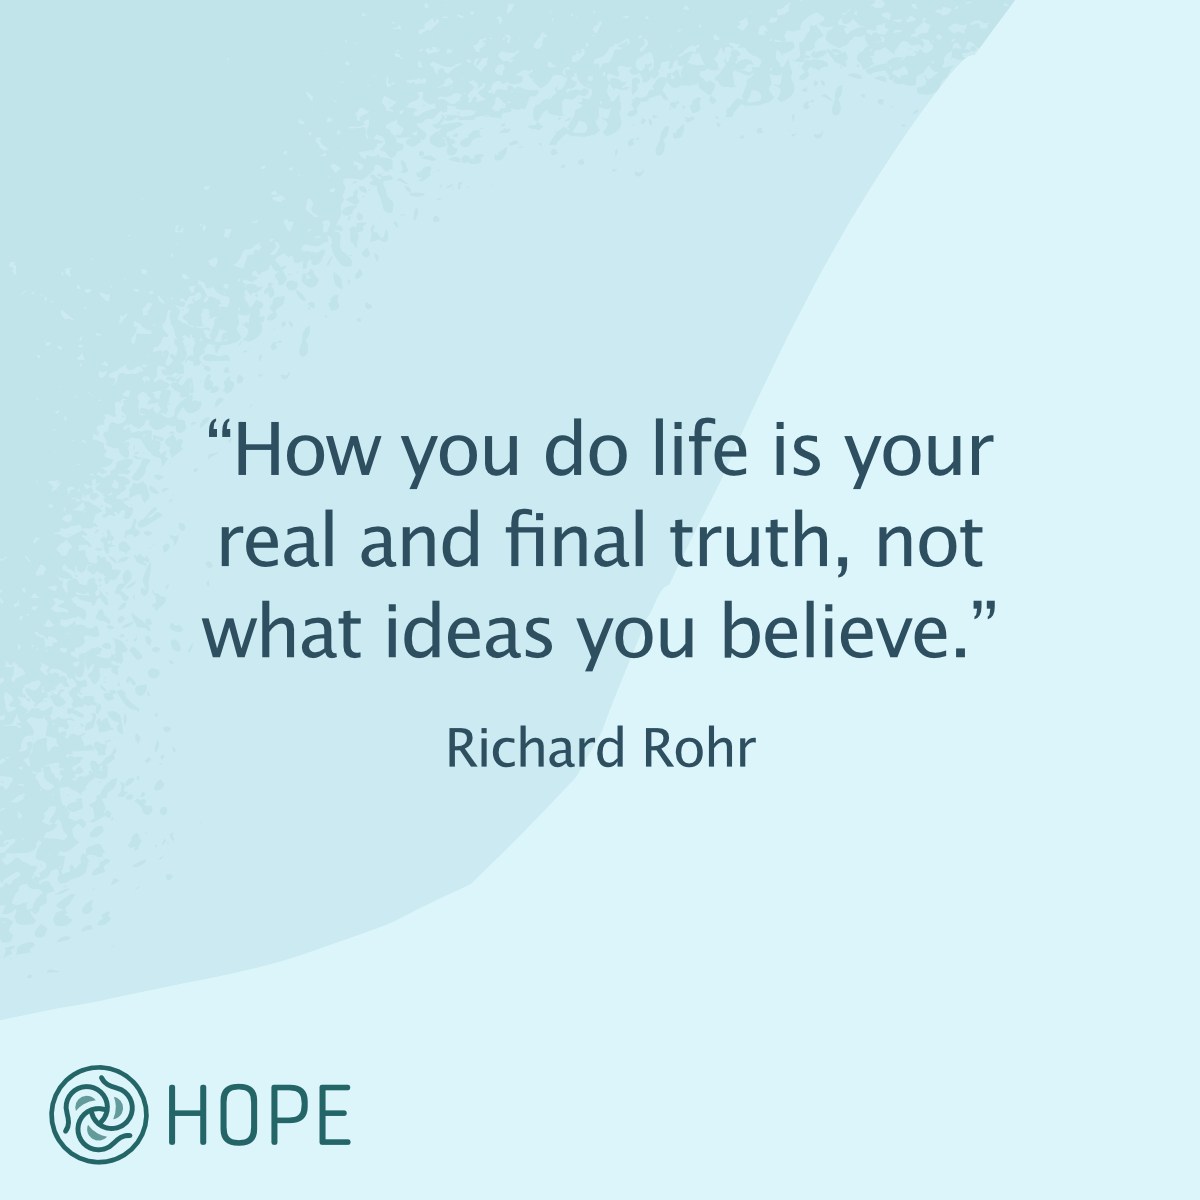 “How you do life is your
real and final truth, not
what ideas you believe.”
Richard Rohr
HOPE